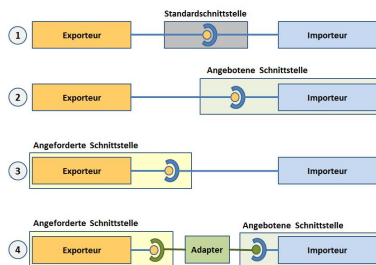 Standardschnittstelle
1 Exporteur Importeur
Angebotene Schnittstelle
2 Exporteur Importeur
Angeforderte Schnittstelle
3 Exporteur Importeur
Angeforderte Schnittstelle Angebotene Schnittstelle
4 Exporteur Adapter Importeur